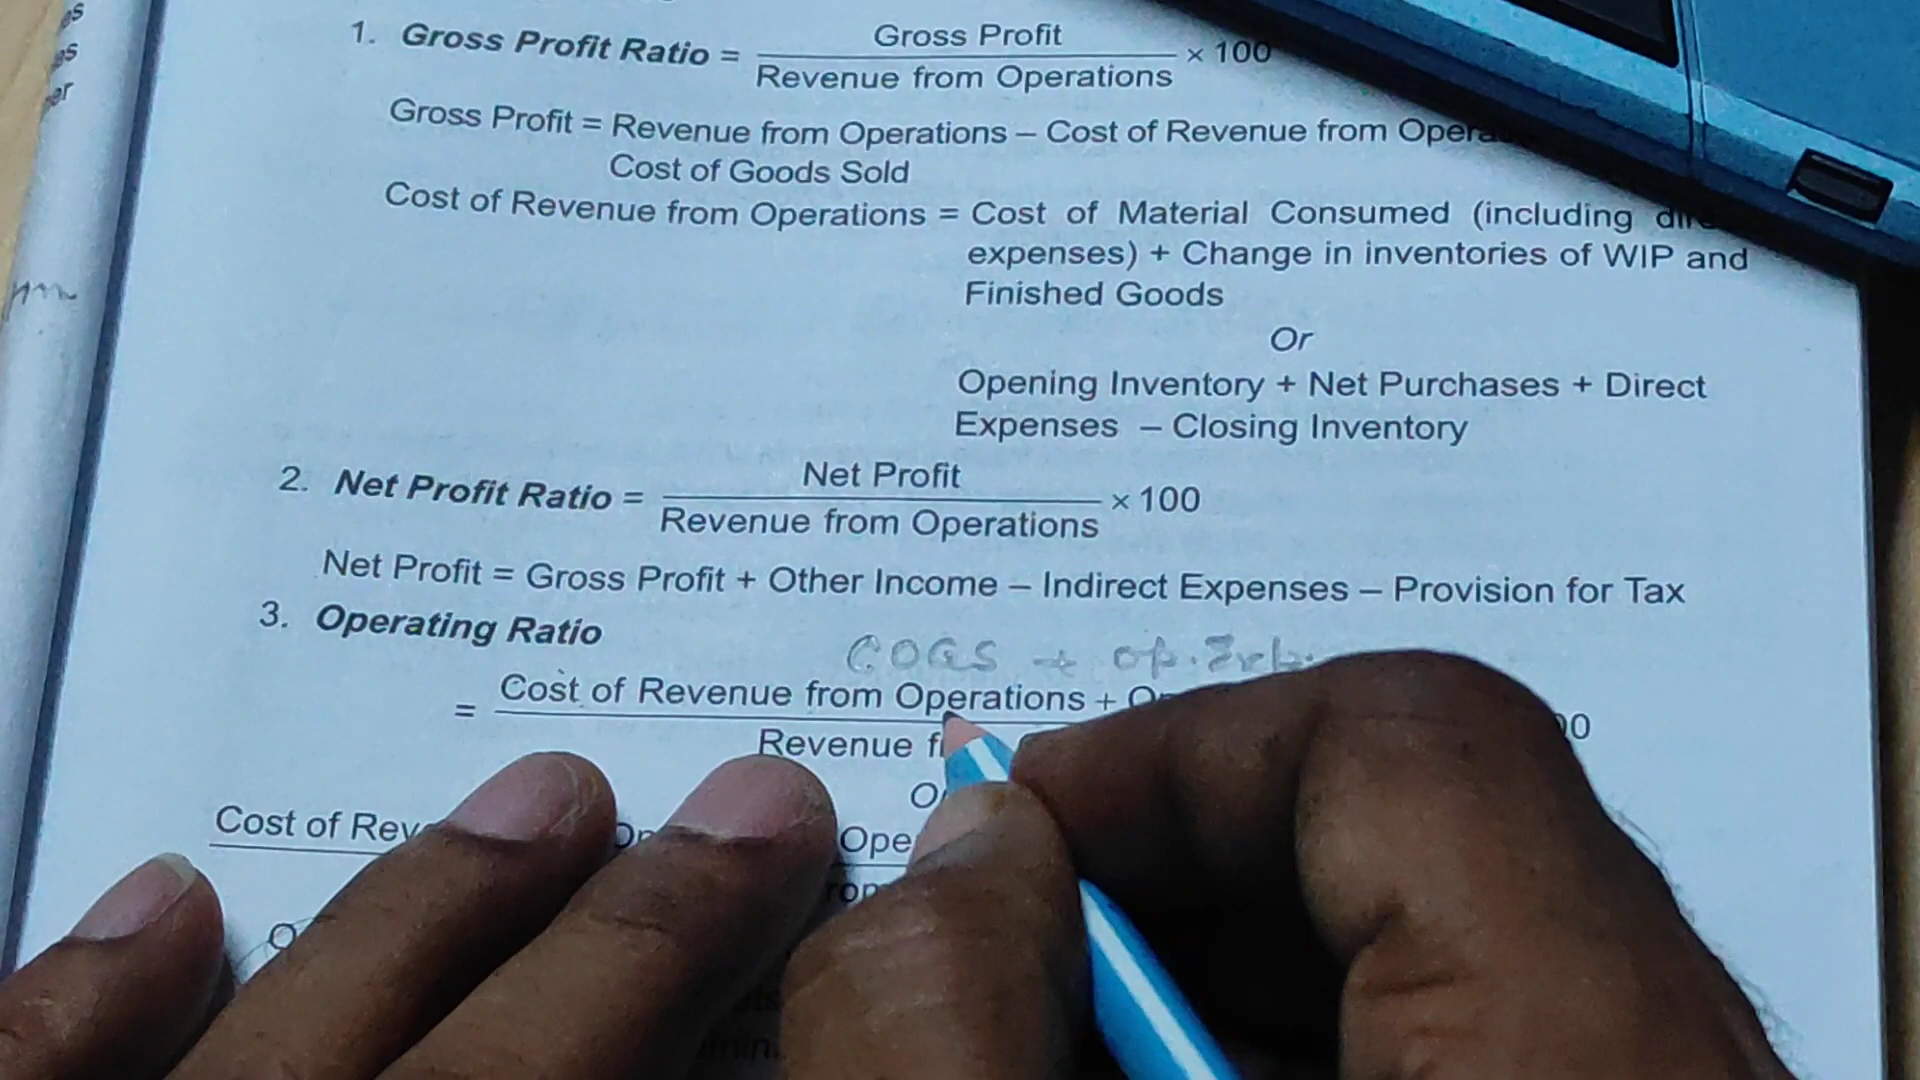 1. Gross Profit Ratio = Gross Profit / Revenue from Operations × 100
Gross Profit = Revenue from Operations – Cost of Revenue from
Cost of Goods Sold
Cost of Revenue from Operations = Cost of Material Consumed (including
expenses) + Change in inventories of WIP and
Finished Goods
Or
Opening Inventory + Net Purchases + Direct
Expenses – Closing Inventory
2. Net Profit Ratio = Net Profit / Revenue from Operations × 100
Net Profit = Gross Profit + Other Income – Indirect Expenses – Provision for Tax
3. Operating Ratio
COGS + op.
= Cost of Revenue from Operations +
Revenue
Cost of